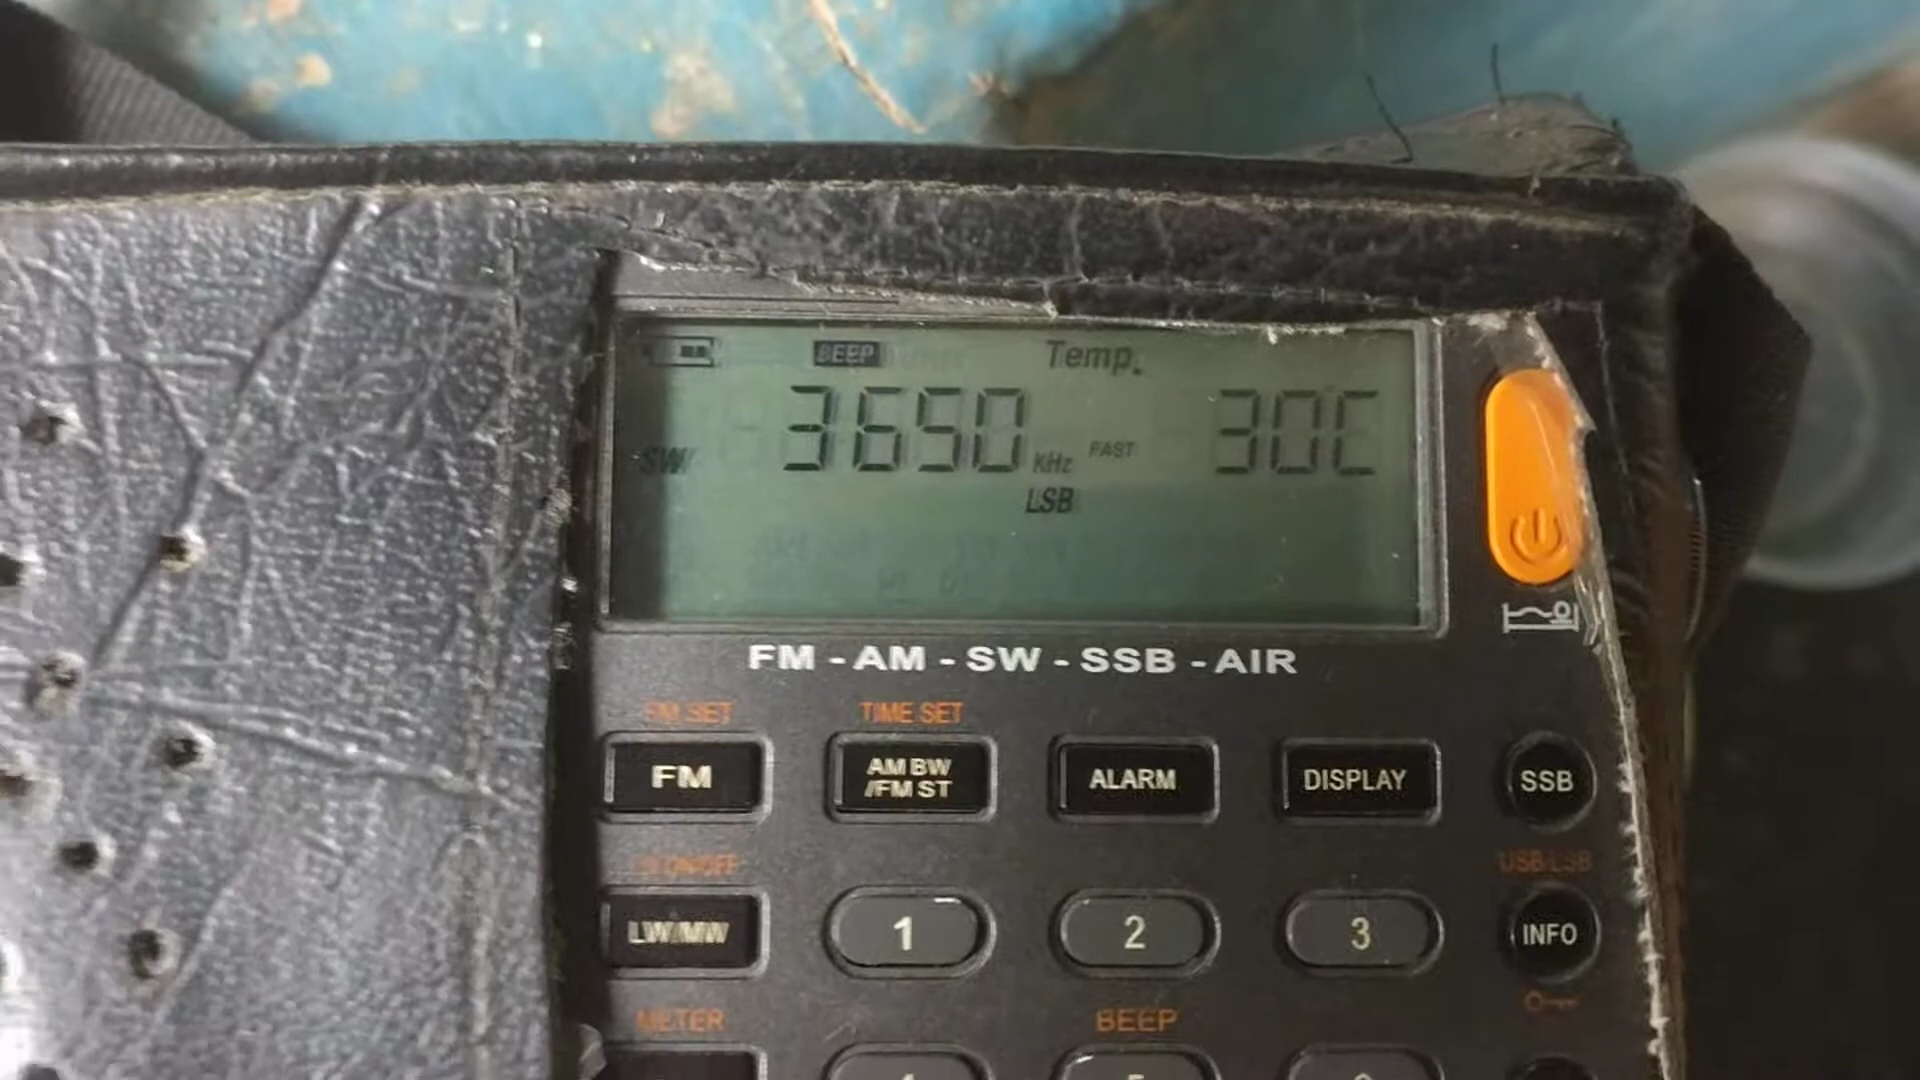 BEEP Temp.
SW 3650 KHz FAST 30C
LSB
FM - AM - SW - SSB - AIR
FM SET TIME SET
FM AM BW /FM ST ALARM DISPLAY SSB
USB/LSB
LW/MW 1 2 3 INFO
METER BEEP